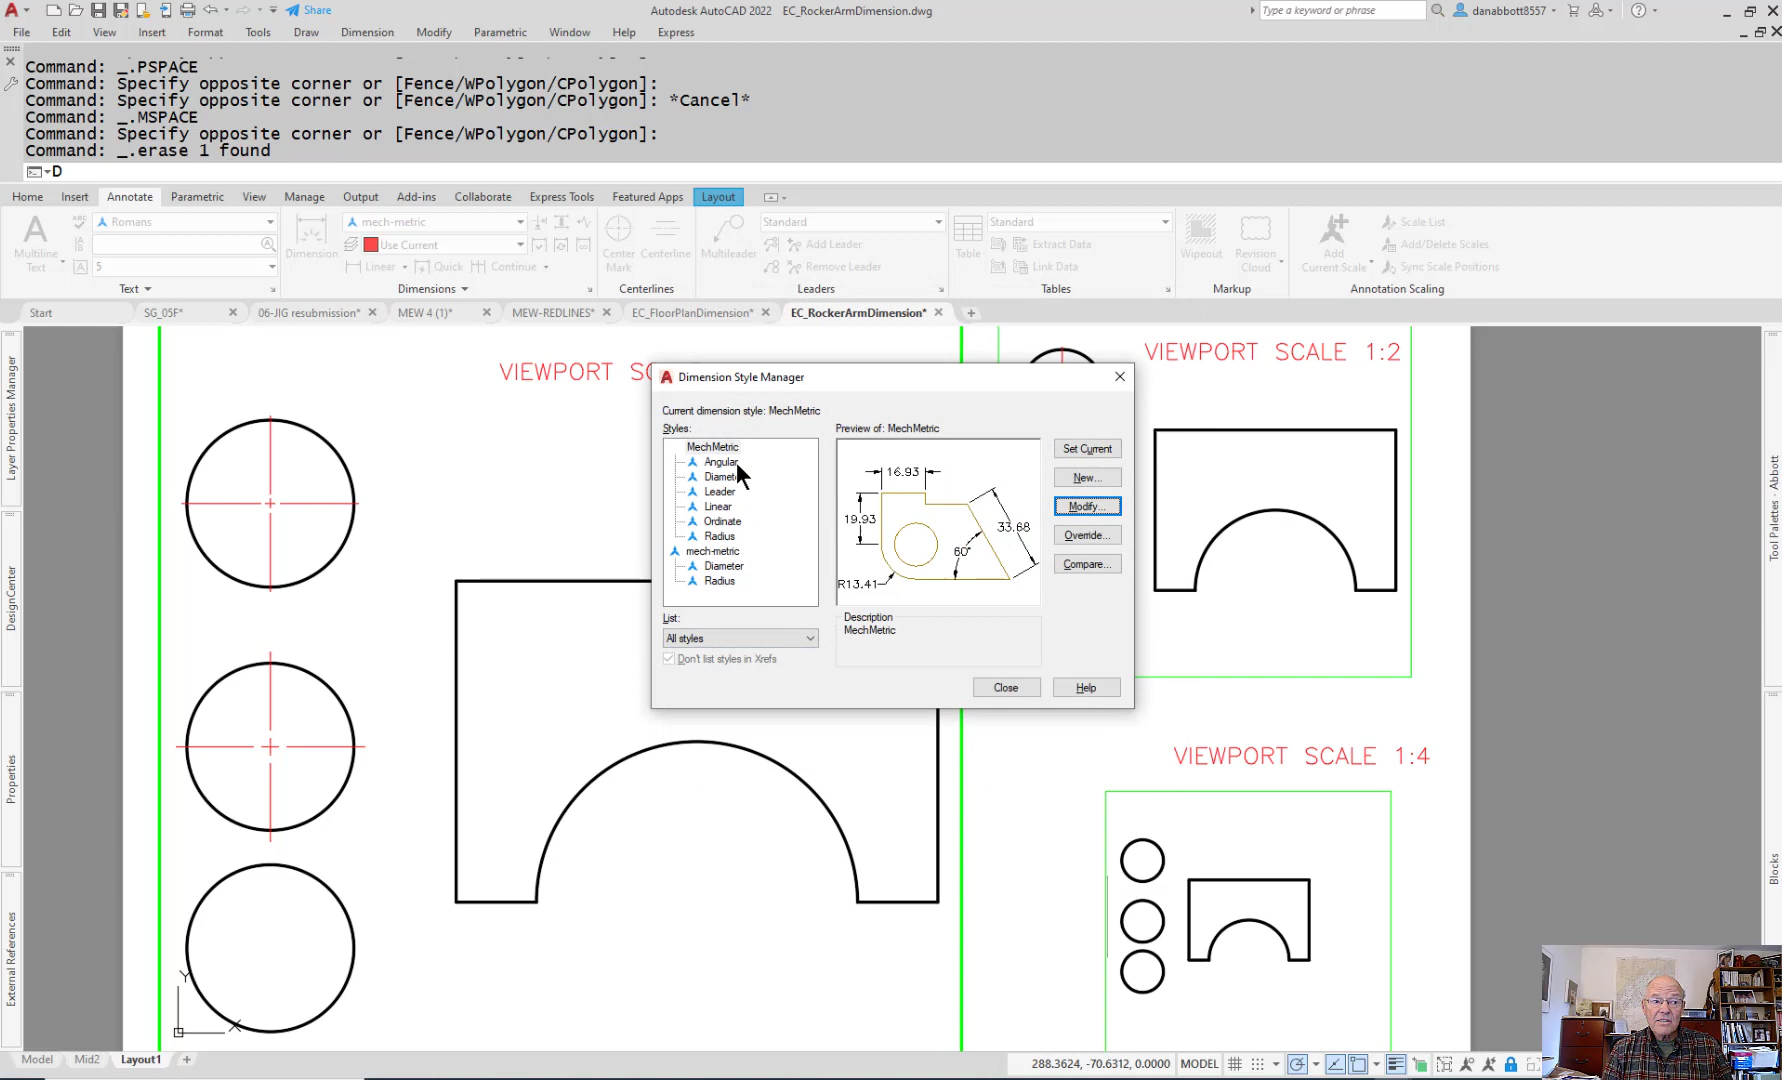 Share
Autodesk AutoCAD 2022 EC_RockerArmDimension.dwg
Type a keyword or phrase
danabbott8557
File Edit View Insert Format Tools Draw Dimension Modify Parametric Window Help Express
Command: _.PSPACE
Command: Specify opposite corner or [Fence/WPolygon/CPolygon]:
Command: Specify opposite corner or [Fence/WPolygon/CPolygon]: *Cancel*
Command: _.MSPACE
Command: Specify opposite corner or [Fence/WPolygon/CPolygon]:
Command: _.erase 1 found
D
Home Insert Annotate Parametric View Manage Output Add-ins Collaborate Express Tools Featured Apps Layout
Multiline Text
Romans
5
Text
Dimension
mech-metric
Use Current
Linear Quick Continue
Dimensions
Center Mark
Centerline
Centerlines
Multileader
Standard
Add Leader
Remove Leader
Leaders
Table
Standard
Extract Data
Link Data
Tables
Wipeout
Revision Cloud
Markup
Add Current Scale
Scale List
Add/Delete Scales
Sync Scale Positions
Annotation Scaling
Start SG_05F* 06-JIG resubmission* MEW 4 (1)* MEW-REDLINES* EC_FloorPlanDimension* EC_RockerArmDimension*
Layer Properties Manager
DesignCenter
Properties
External References
Tool Palettes - Abbott
Blocks
VIEWPORT SC
VIEWPORT SCALE 1:2
VIEWPORT SCALE 1:4
Dimension Style Manager
Current dimension style: MechMetric
Styles:
MechMetric
Angular
Diamet
Leader
Linear
Ordinate
Radius
mech-metric
Diameter
Radius
List:
All styles
Don't list styles in Xrefs
Preview of: MechMetric
16.93
19.93
33.68
60°
R13.41
Description
MechMetric
Set Current
New...
Modify...
Override...
Compare...
Close
Help
Y
X
Model Mid2 Layout1
288.3624, -70.6312, 0.0000 MODEL